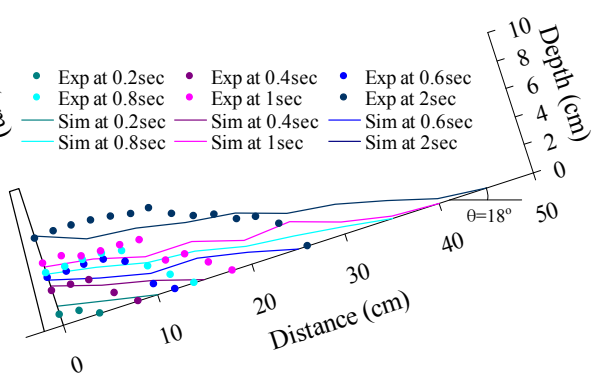 10
8
6
4
2
0
Depth (cm)
Exp at 0.2sec Exp at 0.4sec Exp at 0.6sec
Exp at 0.8sec Exp at 1sec Exp at 2sec
Sim at 0.2sec Sim at 0.4sec Sim at 0.6sec
Sim at 0.8sec Sim at 1sec Sim at 2sec
θ=18º
0
10
20
30
40
50
Distance (cm)